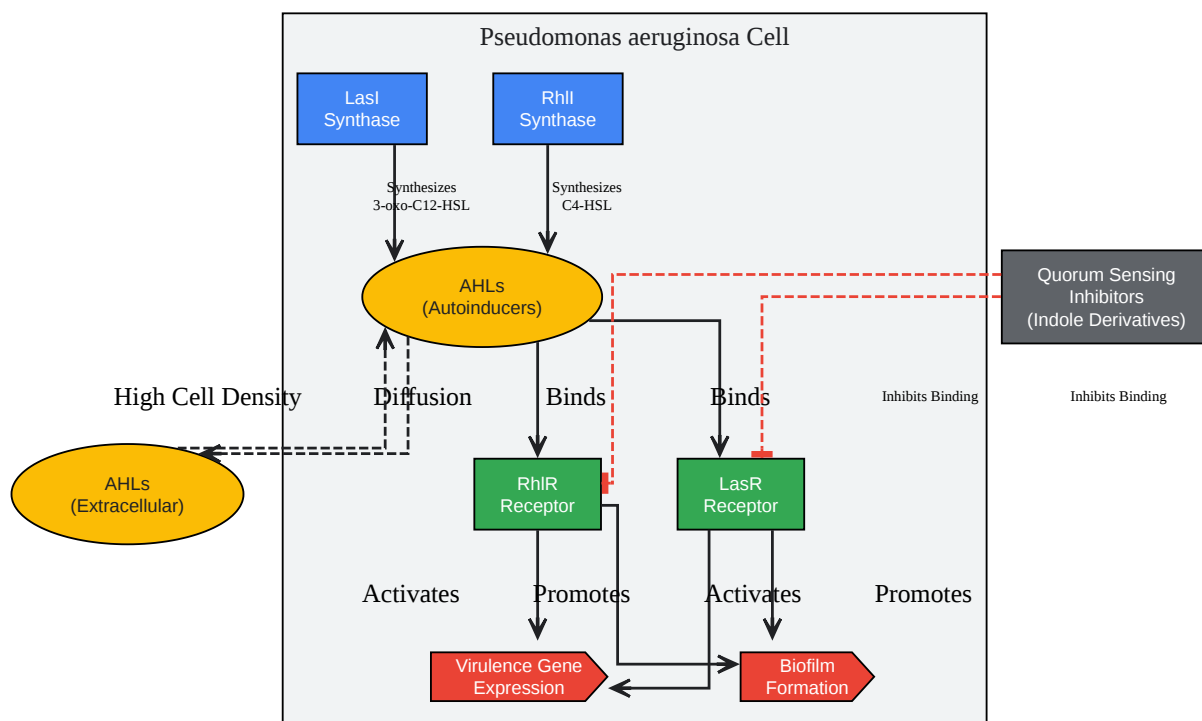 Pseudomonas aeruginosa Cell
LasI
Synthase
RhlI
Synthase
Synthesizes
3-oxo-C12-HSL
Synthesizes
C4-HSL
AHLs
(Autoinducers)
Quorum Sensing
Inhibitors
(Indole Derivatives)
High Cell Density
Diffusion
Binds
Binds
Inhibits Binding
Inhibits Binding
AHLs
(Extracellular)
RhlR
Receptor
LasR
Receptor
Activates
Promotes
Activates
Promotes
Virulence Gene
Expression
Biofilm
Formation